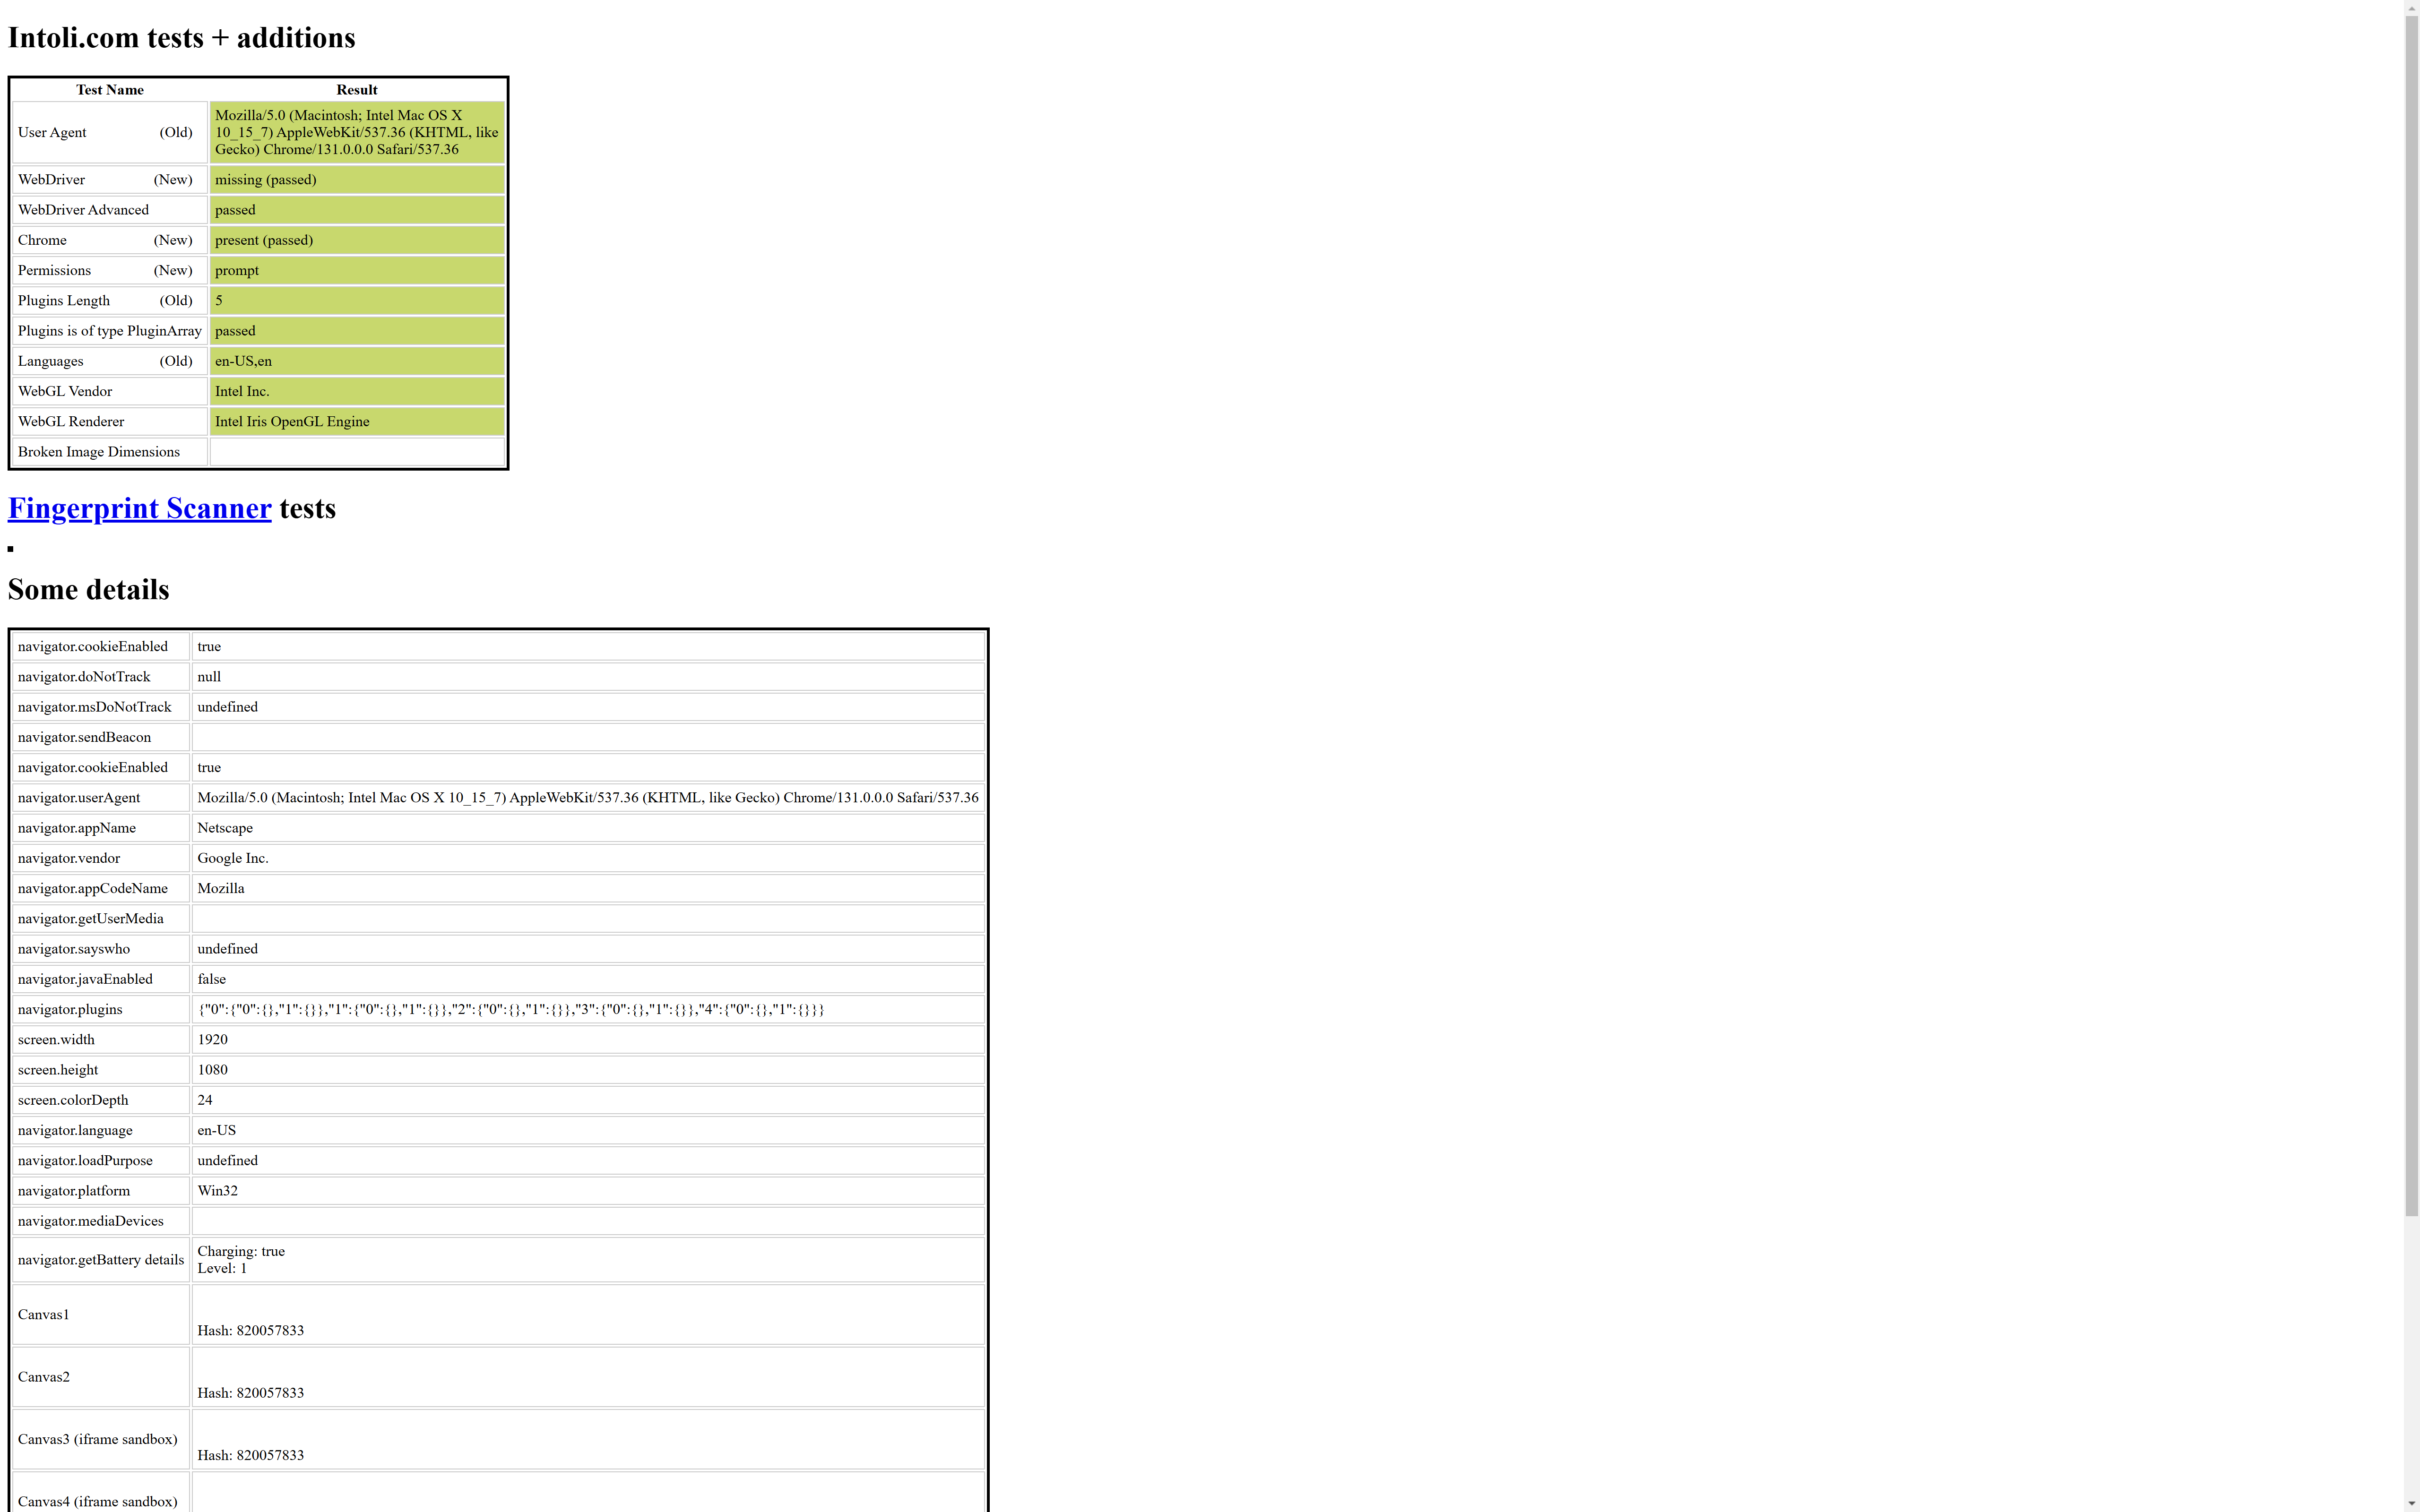 Intoli.com tests + additions
Test Name Result
User Agent (Old) Mozilla/5.0 (Macintosh; Intel Mac OS X
10_15_7) AppleWebKit/537.36 (KHTML, like
Gecko) Chrome/131.0.0.0 Safari/537.36
WebDriver (New) missing (passed)
WebDriver Advanced passed
Chrome (New) present (passed)
Permissions (New) prompt
Plugins Length (Old) 5
Plugins is of type PluginArray passed
Languages (Old) en-US,en
WebGL Vendor Intel Inc.
WebGL Renderer Intel Iris OpenGL Engine
Broken Image Dimensions
Fingerprint Scanner tests
Some details
navigator.cookieEnabled true
navigator.doNotTrack null
navigator.msDoNotTrack undefined
navigator.sendBeacon
navigator.cookieEnabled true
navigator.userAgent Mozilla/5.0 (Macintosh; Intel Mac OS X 10_15_7) AppleWebKit/537.36 (KHTML, like Gecko) Chrome/131.0.0.0 Safari/537.36
navigator.appName Netscape
navigator.vendor Google Inc.
navigator.appCodeName Mozilla
navigator.getUserMedia
navigator.sayswho undefined
navigator.javaEnabled false
navigator.plugins {"0":{"0":{},"1":{}},"1":{"0":{},"1":{}},"2":{"0":{},"1":{}},"3":{"0":{},"1":{}},"4":{"0":{},"1":{}}}
screen.width 1920
screen.height 1080
screen.colorDepth 24
navigator.language en-US
navigator.loadPurpose undefined
navigator.platform Win32
navigator.mediaDevices
navigator.getBattery details Charging: true
Level: 1
Canvas1
Hash: 820057833
Canvas2
Hash: 820057833
Canvas3 (iframe sandbox)
Hash: 820057833
Canvas4 (iframe sandbox)